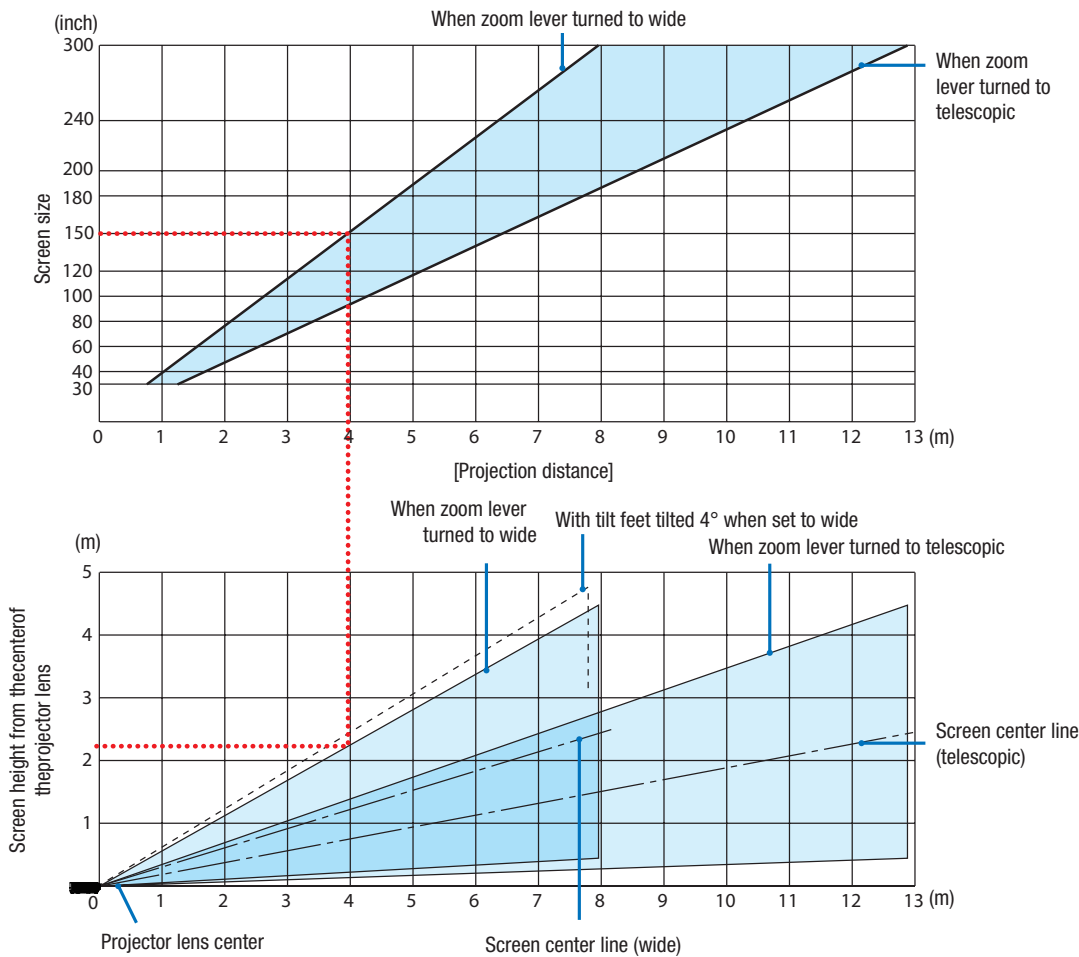 (inch)
When zoom lever turned to wide
300
240
200
180
150
120
100
80
60
40
30
Screen size
When zoom
lever turned to
telescopic
0 1 2 3 4 5 6 7 8 9 10 11 12 13 (m)
[Projection distance]
When zoom lever
turned to wide
With tilt feet tilted 4° when set to wide
When zoom lever turned to telescopic
(m)
5
4
3
2
1
Screen height from thecenterof
theprojector lens
Screen center line
(telescopic)
0 1 2 3 4 5 6 7 8 9 10 11 12 13 (m)
Projector lens center
Screen center line (wide)